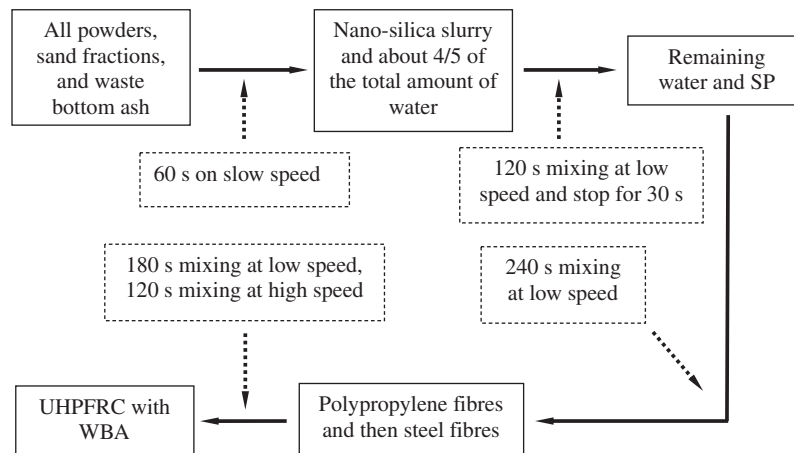 All powders,
sand fractions,
and waste
bottom ash
Nano-silica slurry
and about 4/5 of
the total amount of
water
Remaining
water and SP
60 s on slow speed
120 s mixing at low
speed and stop for 30 s
180 s mixing at low speed,
120 s mixing at high speed
240 s mixing
at low speed
UHPFRC with
WBA
Polypropylene fibres
and then steel fibres